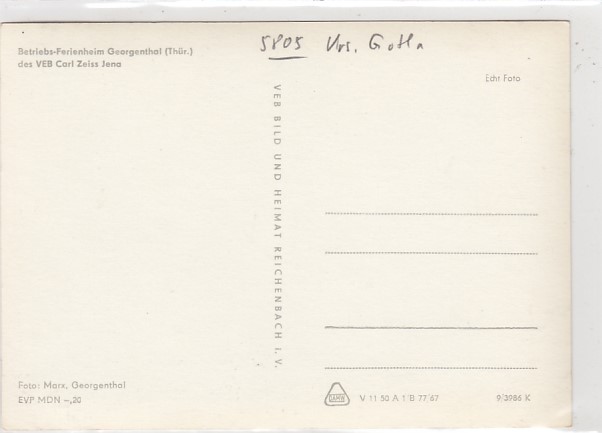 5805 Krs. Gotha
Betriebs-Ferienheim Georgenthal (Thür.)
des VEB Carl Zeiss Jena
Echt Foto
VEB BILD UND HEIMAT REICHENBACH i. V.
Foto: Marx, Georgenthal
EVP MDN -,20
DAMW
V 11 50 A 1 B 77/67
9/3986 K